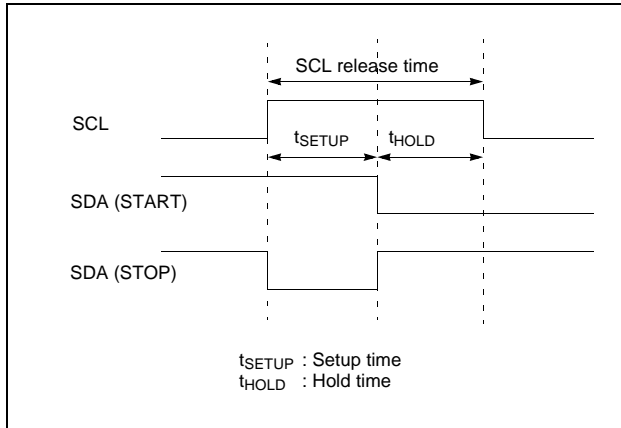 SCL release time
SCL
tSETUP tHOLD
SDA (START)
SDA (STOP)
tSETUP : Setup time
tHOLD : Hold time